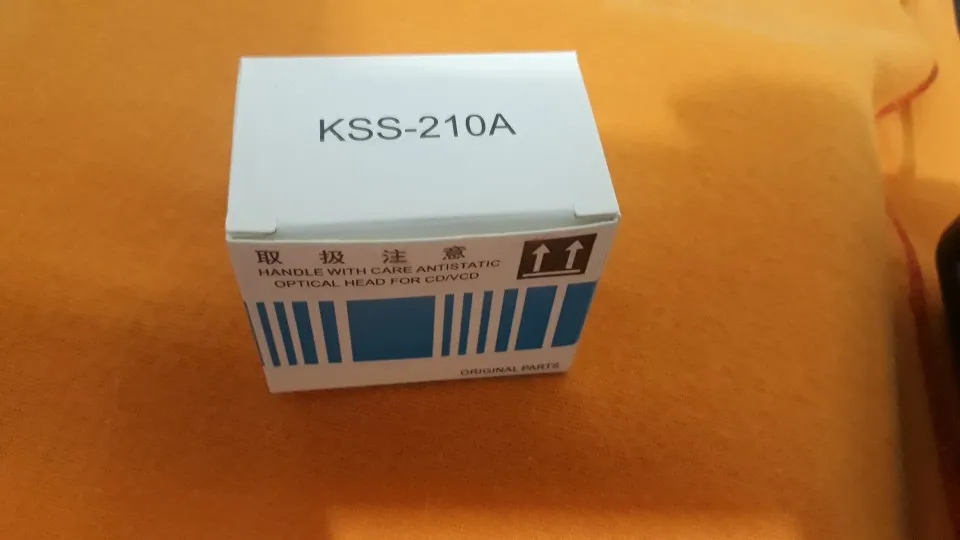 KSS-210A
取 扱 注 意
HANDLE WITH CARE ANTISTATIC
OPTICAL HEAD FOR CD/VCD
ORIGINAL PARTS